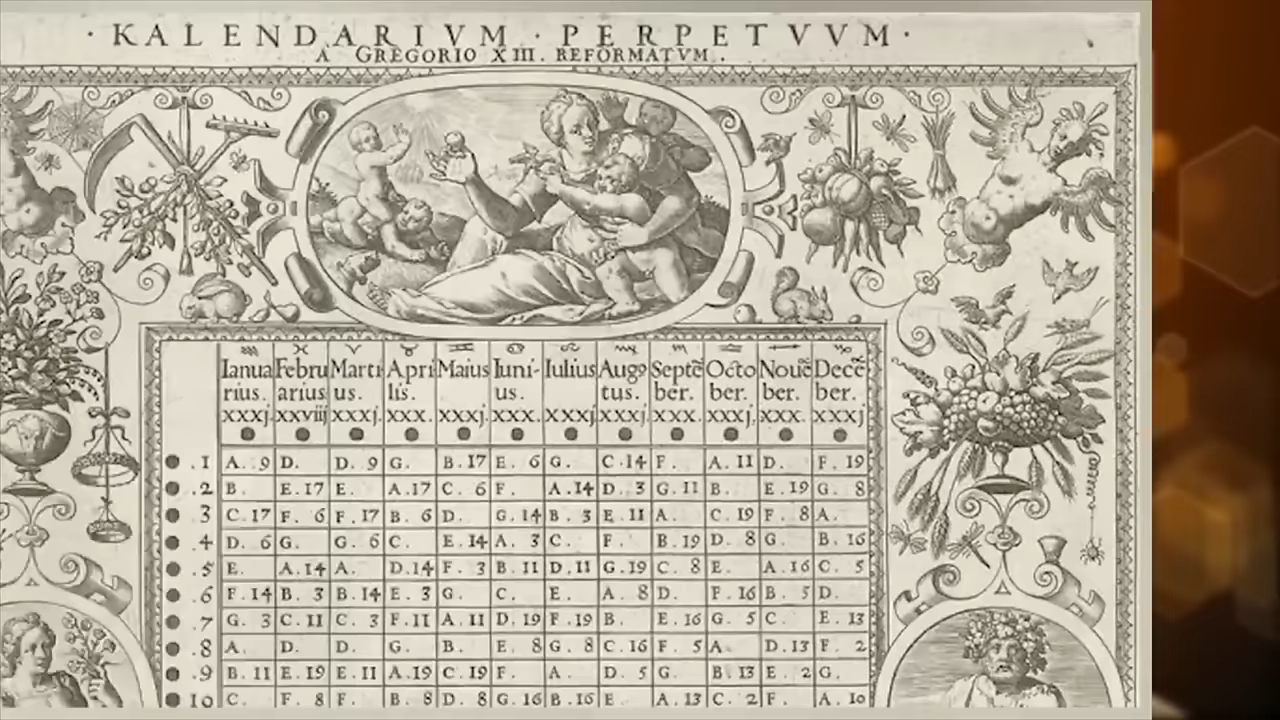 · KALENDARIVM · PERPETVVM ·
A GREGORIO XIII. REFORMATVM.
Ianua Febru Marti Apri Maius Iuni- Iulius Augo Septẽ Octo Nouẽ Decẽ
rius. arius us. lis. us. tus. ber. ber. ber. ber.
xxxj. xxviij xxxj. xxx. xxxj. xxx. xxxj xxxj. xxx. xxxj. xxx. xxxj
.1 A. 9 D. D. 9 G. B.17 E. 6 G. C.14 F. A. 11 D. F. 19
.2 B. E.17 E. A.17 C. 6 F. A.14 D. 3 G. 11 B. E.19 G. 8
3 C.17 F. 6 F.17 B. 6 D. G.14 B. 3 E.11 A. C. 19 F. 8 A.
.4 D. 6 G. G. 6 C. E.14 A. 3 C. F. B.19 D. 8 G. B.16
.5 E. A.14 A. D.14 F. 3 B.11 D.11 G.19 C. 8 E. A.16 C. 5
.6 F.14 B. 3 B.14 E. 3 G. C. E. A. 8 D. F.16 B. 5 D.
.7 G. 3 C.11 C. 3 F.11 A.11 D.19 F.19 B. E.16 G. 5 C. E.13
.8 A. D. D. G. B. E. 8 G. 8 C.16 F. 5 A. D.13 F. 2
.9 B.11 E.19 E.11 A.19 C.19 F. A. D. 5 G. B.13 E. 2 G.
10 C. F. 8 F. B. 8 D. 8 G.16 B.16 E. A.13 C. 2 F. A.10